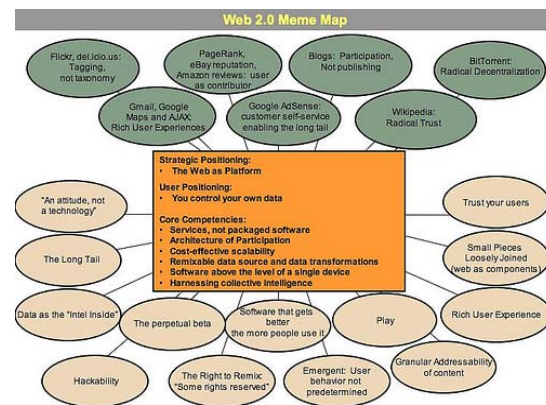 Web 2.0 Meme Map
Flickr, del.icio.us:
Tagging,
not taxonomy
PageRank,
eBay reputation,
Amazon reviews: user
as contributor
Blogs: Participation,
Not publishing
BitTorrent:
Radical Decentralization
Gmail, Google
Maps and AJAX:
Rich User Experiences
Google AdSense:
customer self-service
enabling the long tail
Wikipedia:
Radical Trust
Strategic Positioning:
• The Web as Platform
User Positioning:
• You control your own data
Core Competencies:
• Services, not packaged software
• Architecture of Participation
• Cost-effective scalability
• Remixable data source and data transformations
• Software above the level of a single device
• Harnessing collective intelligence
"An attitude, not
a technology"
Trust your users
The Long Tail
Small Pieces
Loosely Joined
(web as components)
Data as the "Intel Inside"
The perpetual beta
Software that gets
better
the more people use it
Play
Rich User Experience
Hackability
The Right to Remix:
"Some rights reserved"
Emergent: User
behavior not
predetermined
Granular Addressability
of content